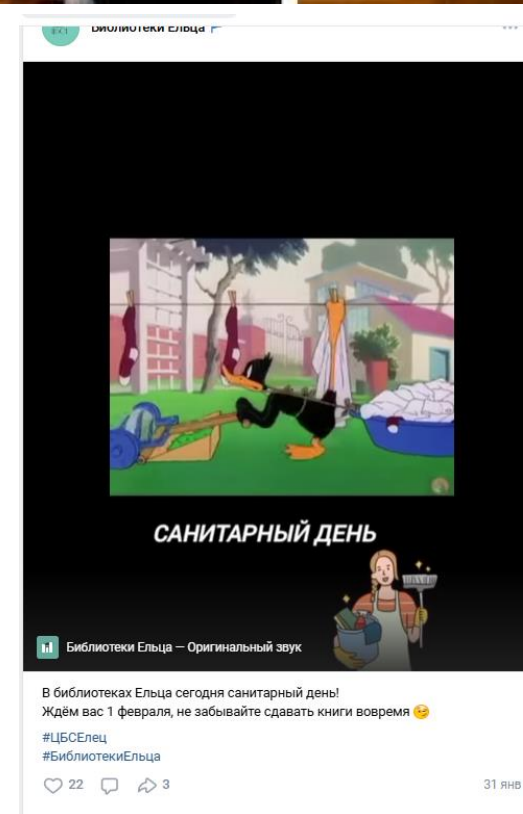 Библиотеки Ельца
САНИТАРНЫЙ ДЕНЬ
Библиотеки Ельца – Оригинальный звук
В библиотеках Ельца сегодня санитарный день!
Ждём вас 1 февраля, не забывайте сдавать книги вовремя 🤓
#ЦБСЕлец
#БиблиотекиЕльца
22 3 31 янв